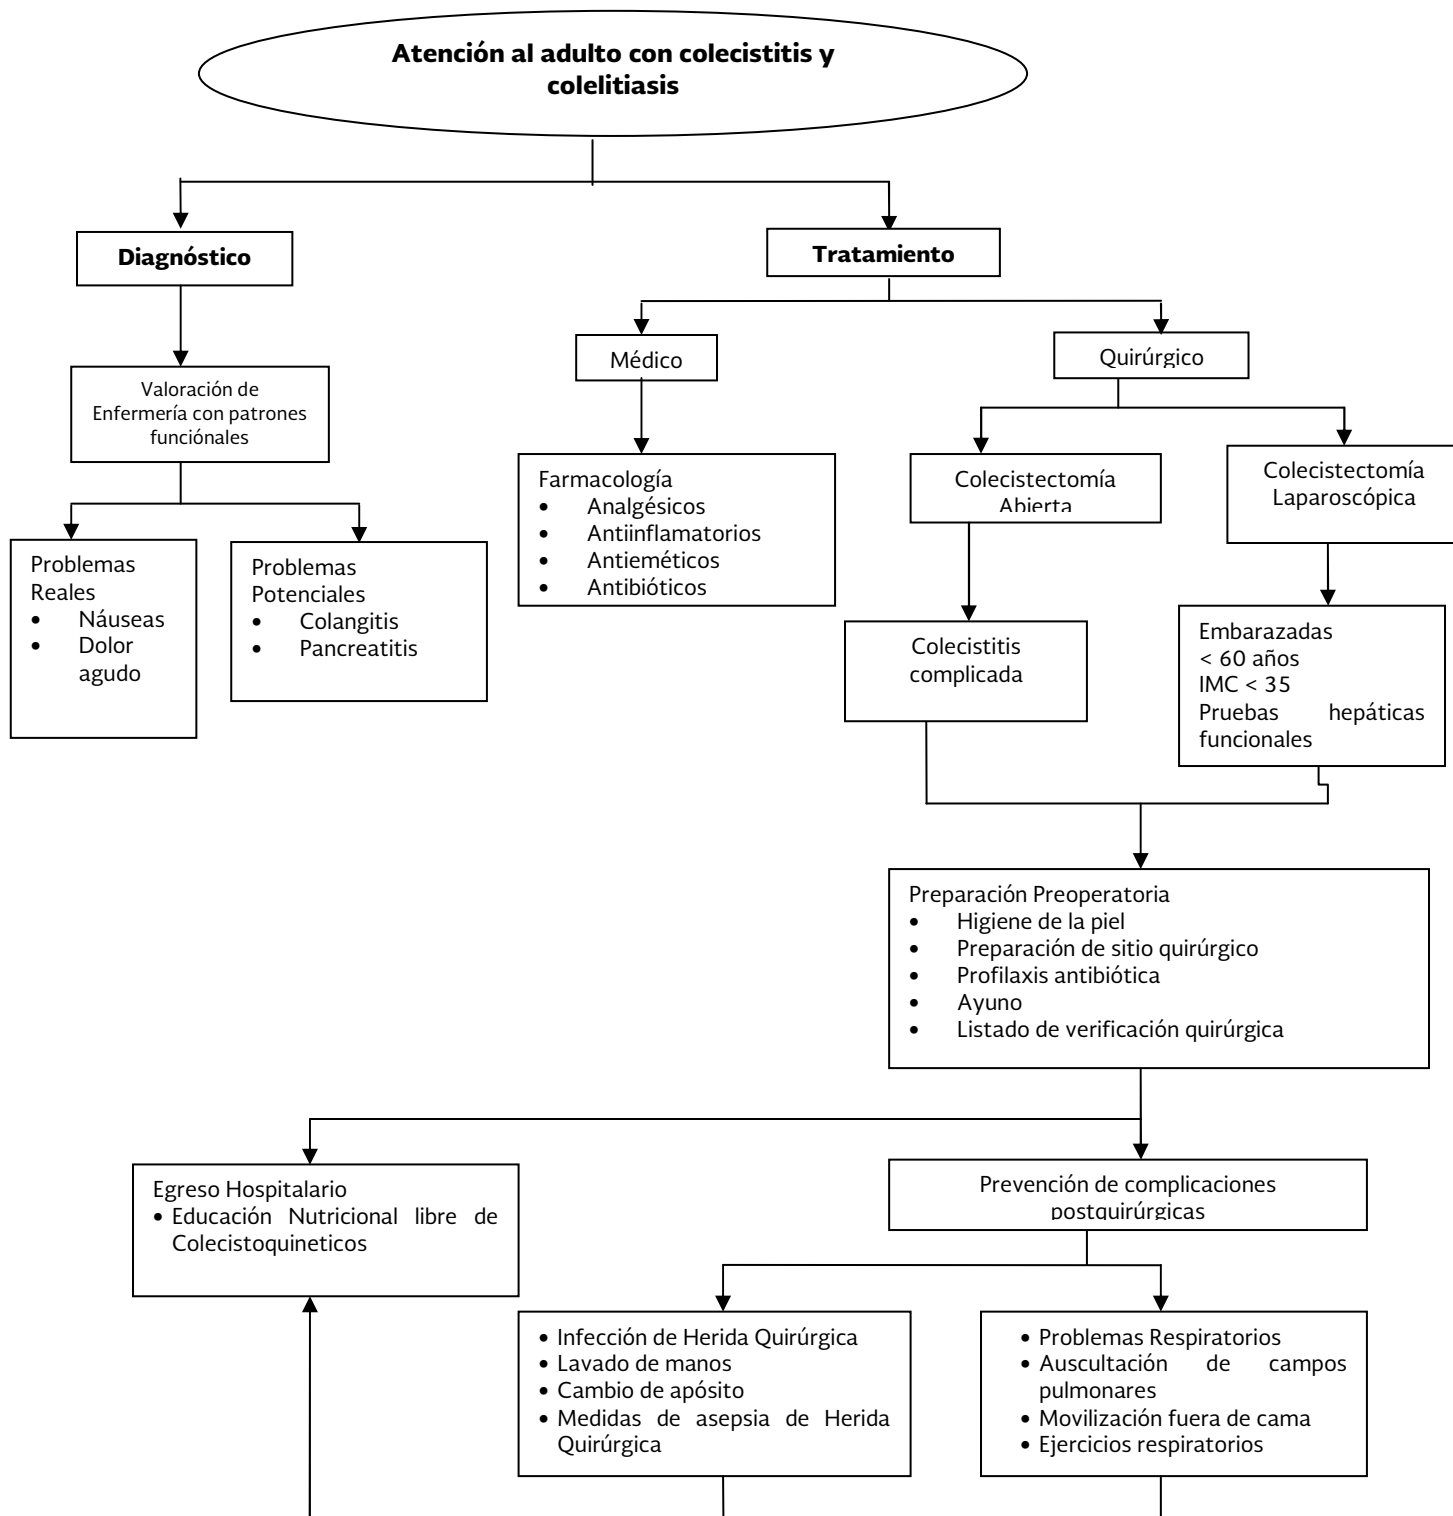 Atención al adulto con colecistitis y
colelitiasis
Diagnóstico
Tratamiento
Médico
Quirúrgico
Valoración de
Enfermería con patrones
funciónales
Farmacología
• Analgésicos
• Antiinflamatorios
• Antieméticos
• Antibióticos
Colecistectomía
Abierta
Colecistectomía
Laparoscópica
Problemas
Reales
• Náuseas
• Dolor
agudo
Problemas
Potenciales
• Colangitis
• Pancreatitis
Colecistitis
complicada
Embarazadas
< 60 años
IMC < 35
Pruebas hepáticas
funcionales
Preparación Preoperatoria
• Higiene de la piel
• Preparación de sitio quirúrgico
• Profilaxis antibiótica
• Ayuno
• Listado de verificación quirúrgica
Egreso Hospitalario
• Educación Nutricional libre de
Colecistoquineticos
Prevención de complicaciones
postquirúrgicas
• Infección de Herida Quirúrgica
• Lavado de manos
• Cambio de apósito
• Medidas de asepsia de Herida
Quirúrgica
• Problemas Respiratorios
• Auscultación de campos
pulmonares
• Movilización fuera de cama
• Ejercicios respiratorios